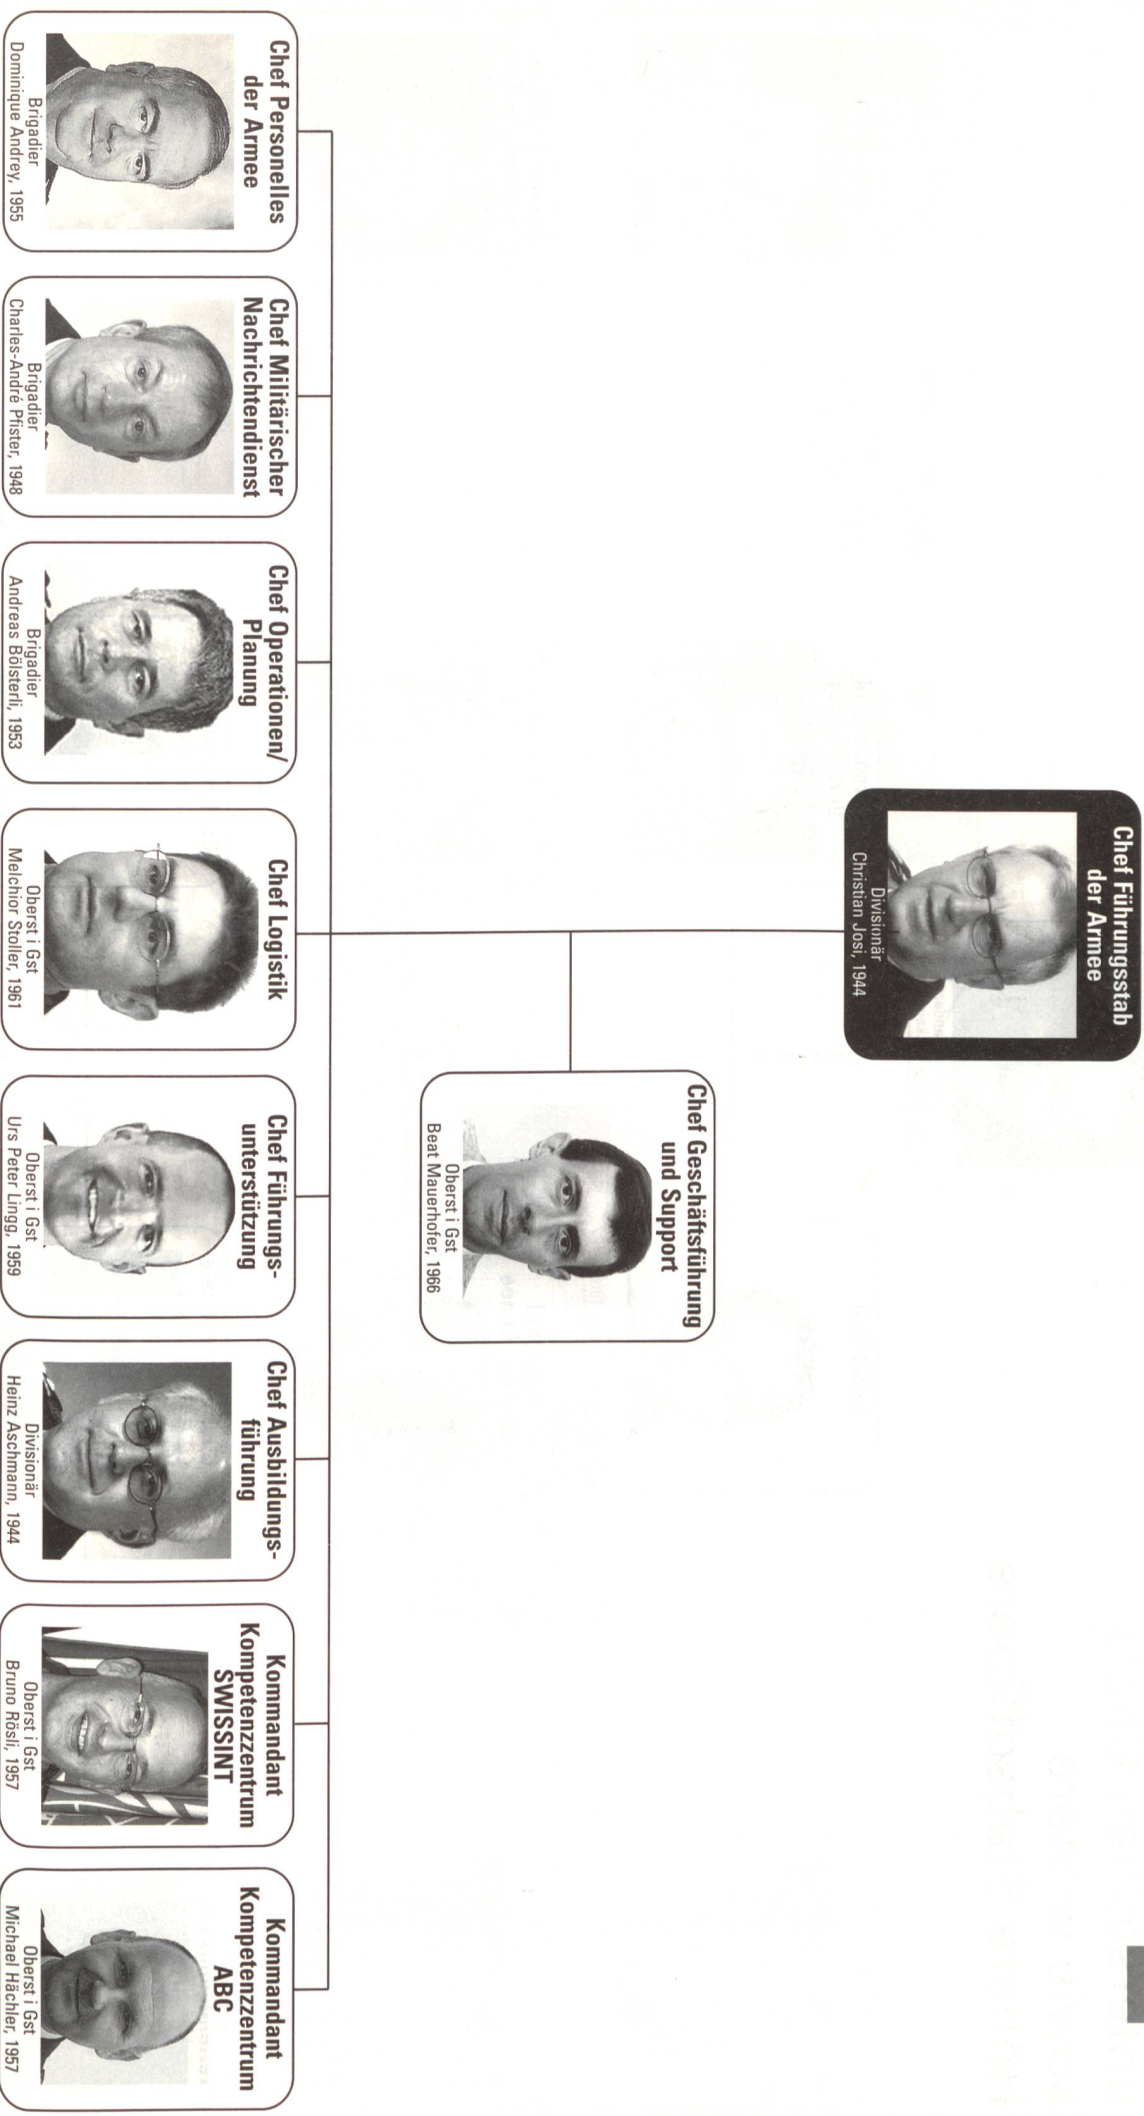 Chef Führungsstab
der Armee
Divisionär
Christian Josi, 1944
Chef Geschäftsführung
und Support
Oberst i Gst
Beat Mauerhofer, 1966
Chef Personelles
der Armee
Brigadier
Dominique Andrey, 1955
Chef Militärischer
Nachrichtendienst
Brigadier
Charles-André Pfister, 1948
Chef Operationen/
Planung
Brigadier
Andreas Bölsterli, 1953
Chef Logistik
Oberst i Gst
Melchior Stoller, 1961
Chef Führungs-
unterstützung
Oberst i Gst
Urs Peter Lingg, 1959
Chef Ausbildungs-
führung
Divisionär
Heinz Aschmann, 1944
Kommandant
Kompetenzzentrum
SWISSINT
Oberst i Gst
Bruno Rösli, 1957
Kommandant
Kompetenzzentrum
ABC
Oberst i Gst
Michael Hächler, 1957